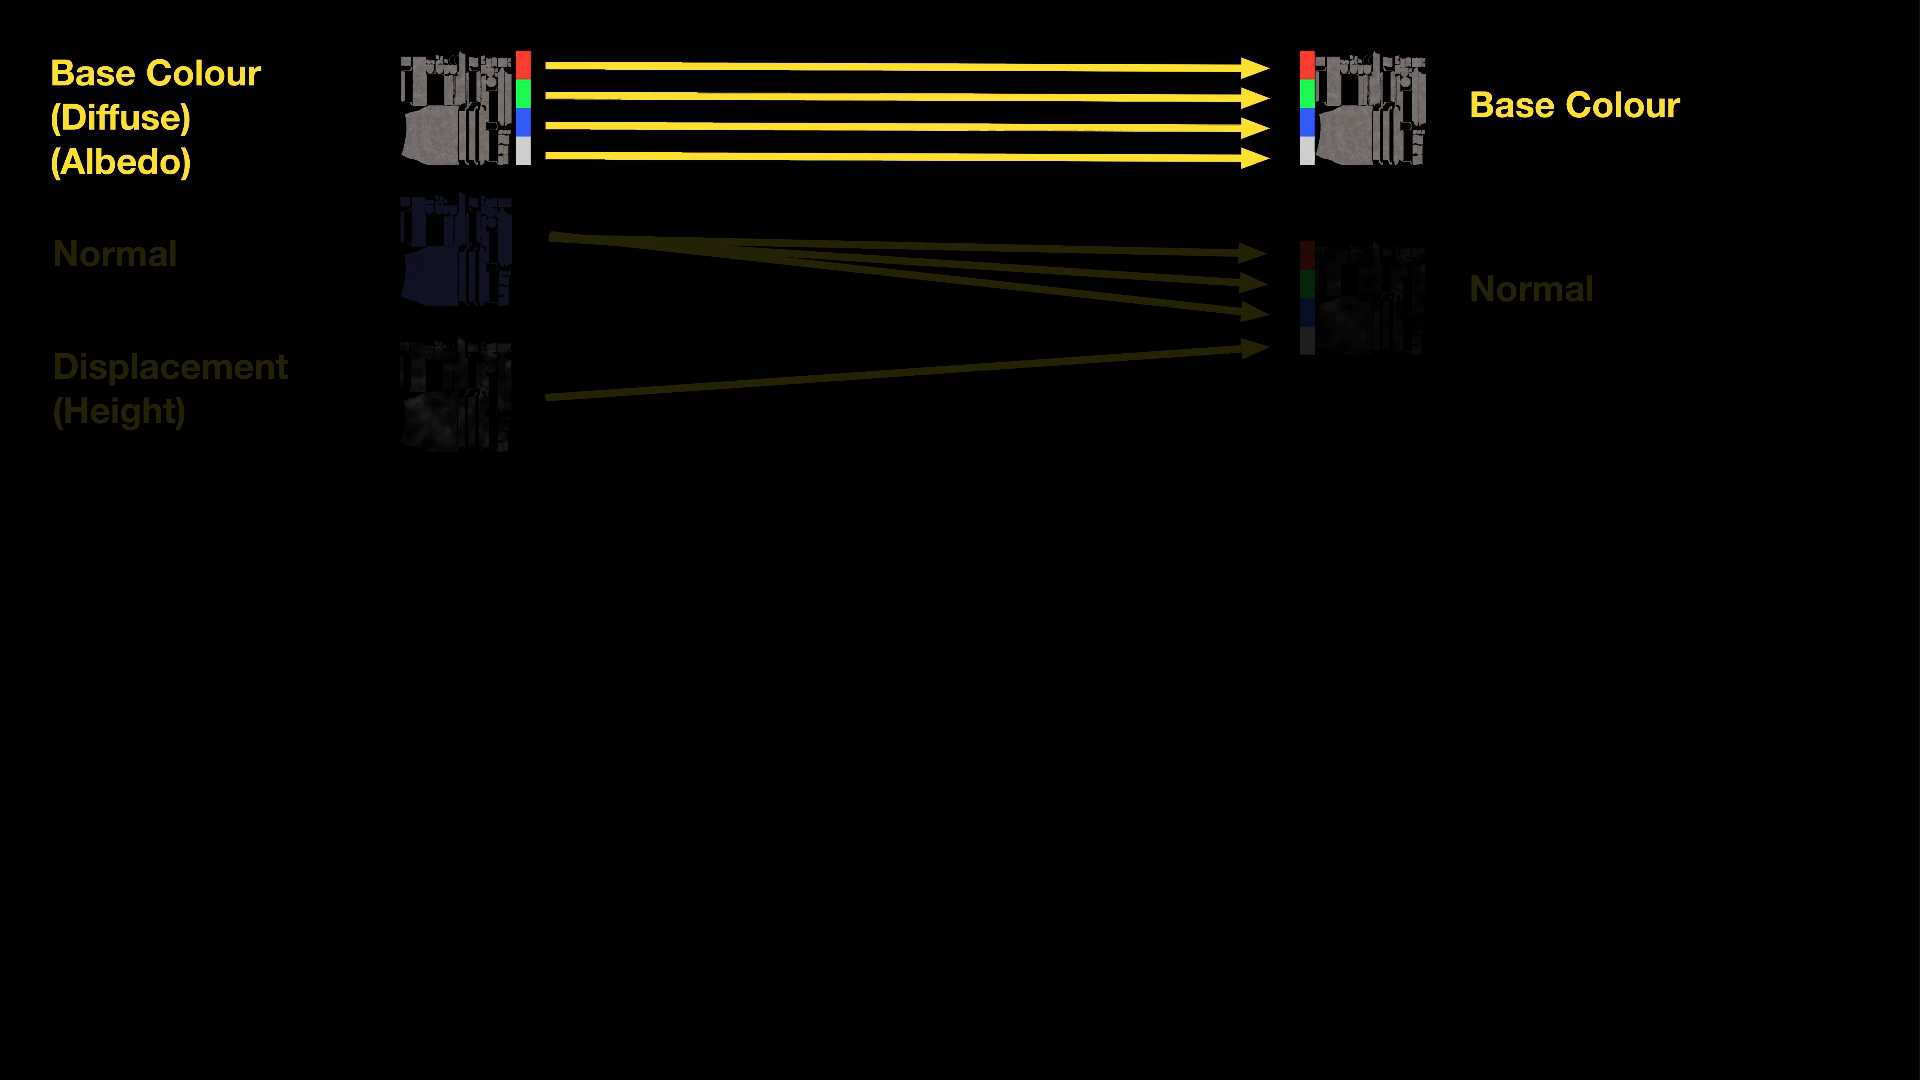 Base Colour
(Diffuse)
(Albedo)
Base Colour
Normal
Normal
Displacement
(Height)